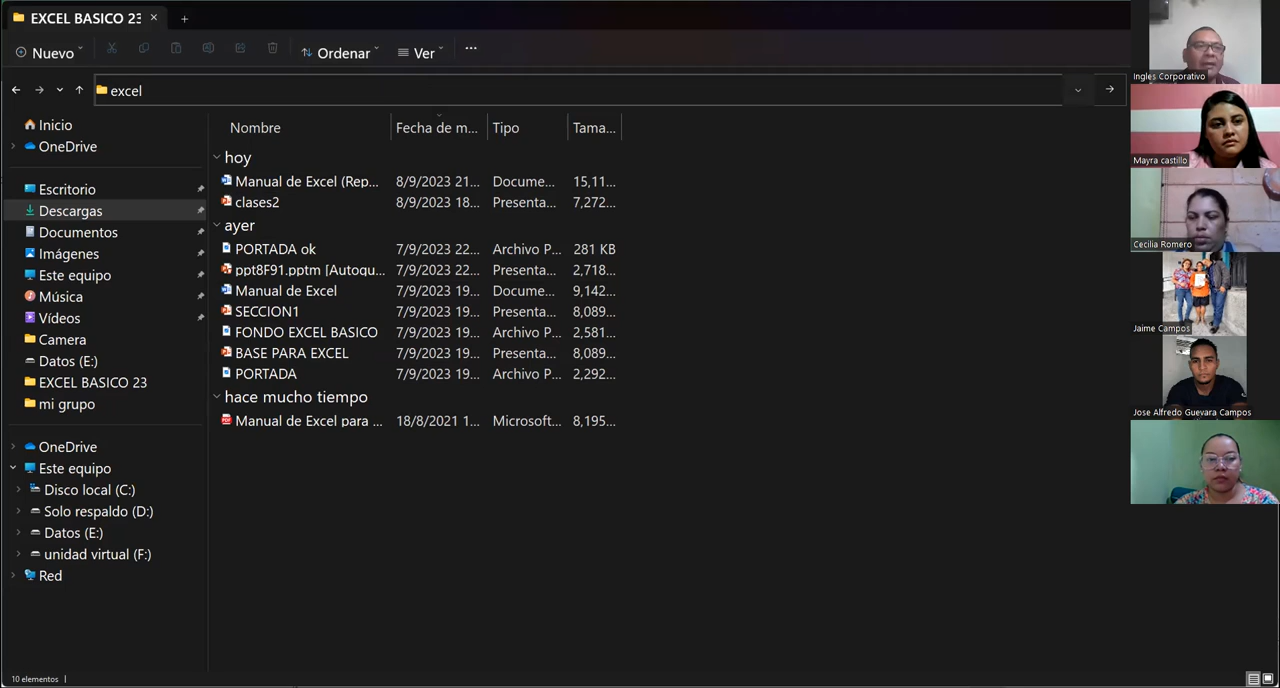 EXCEL BASICO 23
Nuevo
Ordenar
Ver
excel
Inicio
OneDrive
Escritorio
Descargas
Documentos
Imágenes
Este equipo
Música
Vídeos
Camera
Datos (E:)
EXCEL BASICO 23
mi grupo
OneDrive
Este equipo
Disco local (C:)
Solo respaldo (D:)
Datos (E:)
unidad virtual (F:)
Red
Nombre Fecha de m... Tipo Tama...
hoy
Manual de Excel (Rep... 8/9/2023 21... Docume... 15,11...
clases2 8/9/2023 18... Presenta... 7,272...
ayer
PORTADA ok 7/9/2023 22... Archivo P... 281 KB
ppt8F91.pptm [Autoqu... 7/9/2023 22... Presenta... 2,718...
Manual de Excel 7/9/2023 19... Docume... 9,142...
SECCION1 7/9/2023 19... Presenta... 8,089...
FONDO EXCEL BASICO 7/9/2023 19... Archivo P... 2,581...
BASE PARA EXCEL 7/9/2023 19... Presenta... 8,089...
PORTADA 7/9/2023 19... Archivo P... 2,292...
hace mucho tiempo
Manual de Excel para ... 18/8/2021 1... Microsoft... 8,195...
10 elementos
Ingles Corporativo
Mayra castillo
Cecilia Romero
Jaime Campos
Jose Alfredo Guevara Campos